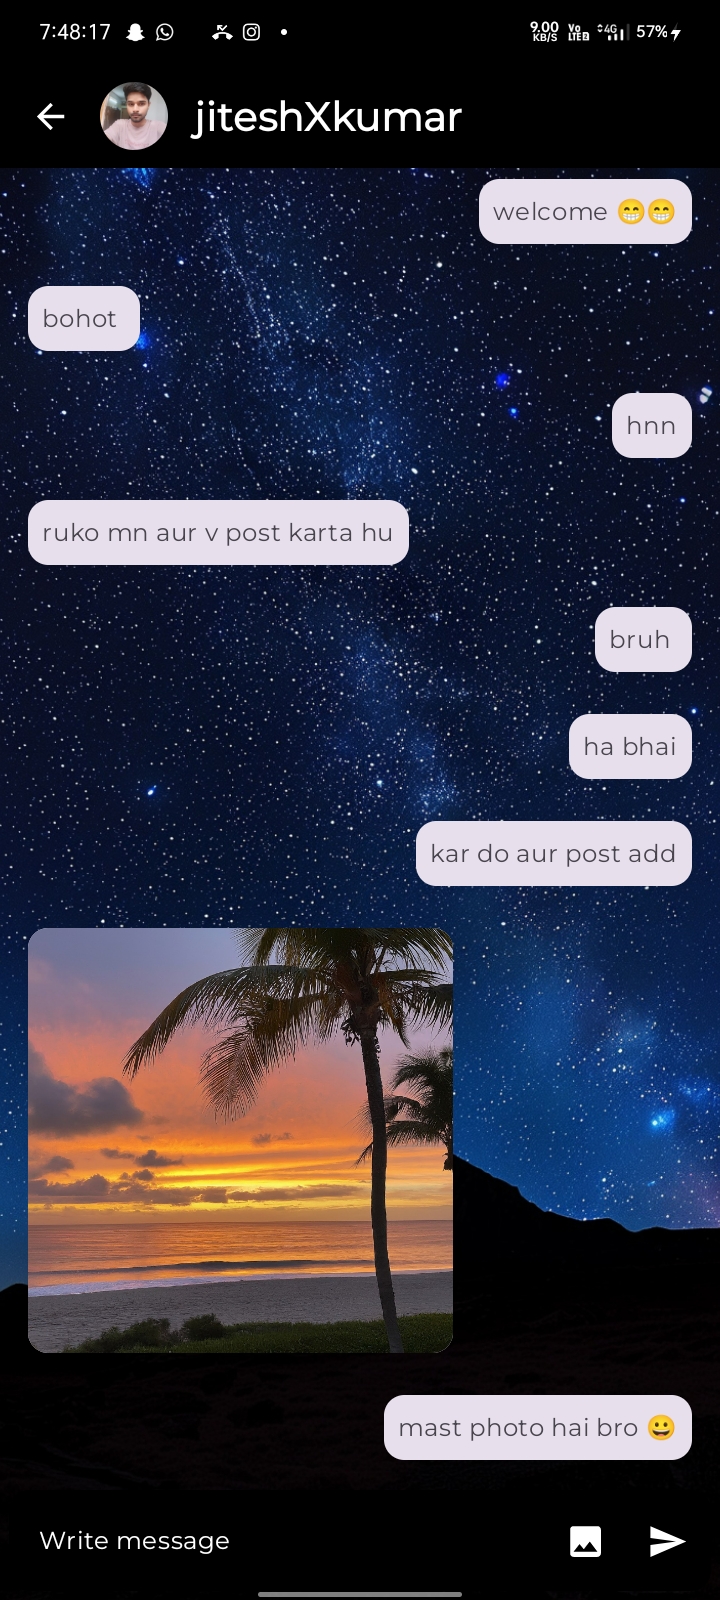 7:48:17 9.00 KB/S Vo LTE2 4G 57%
jiteshXkumar
welcome 😁😁
bohot
hnn
ruko mn aur v post karta hu
bruh
ha bhai
kar do aur post add
mast photo hai bro 😀
Write message